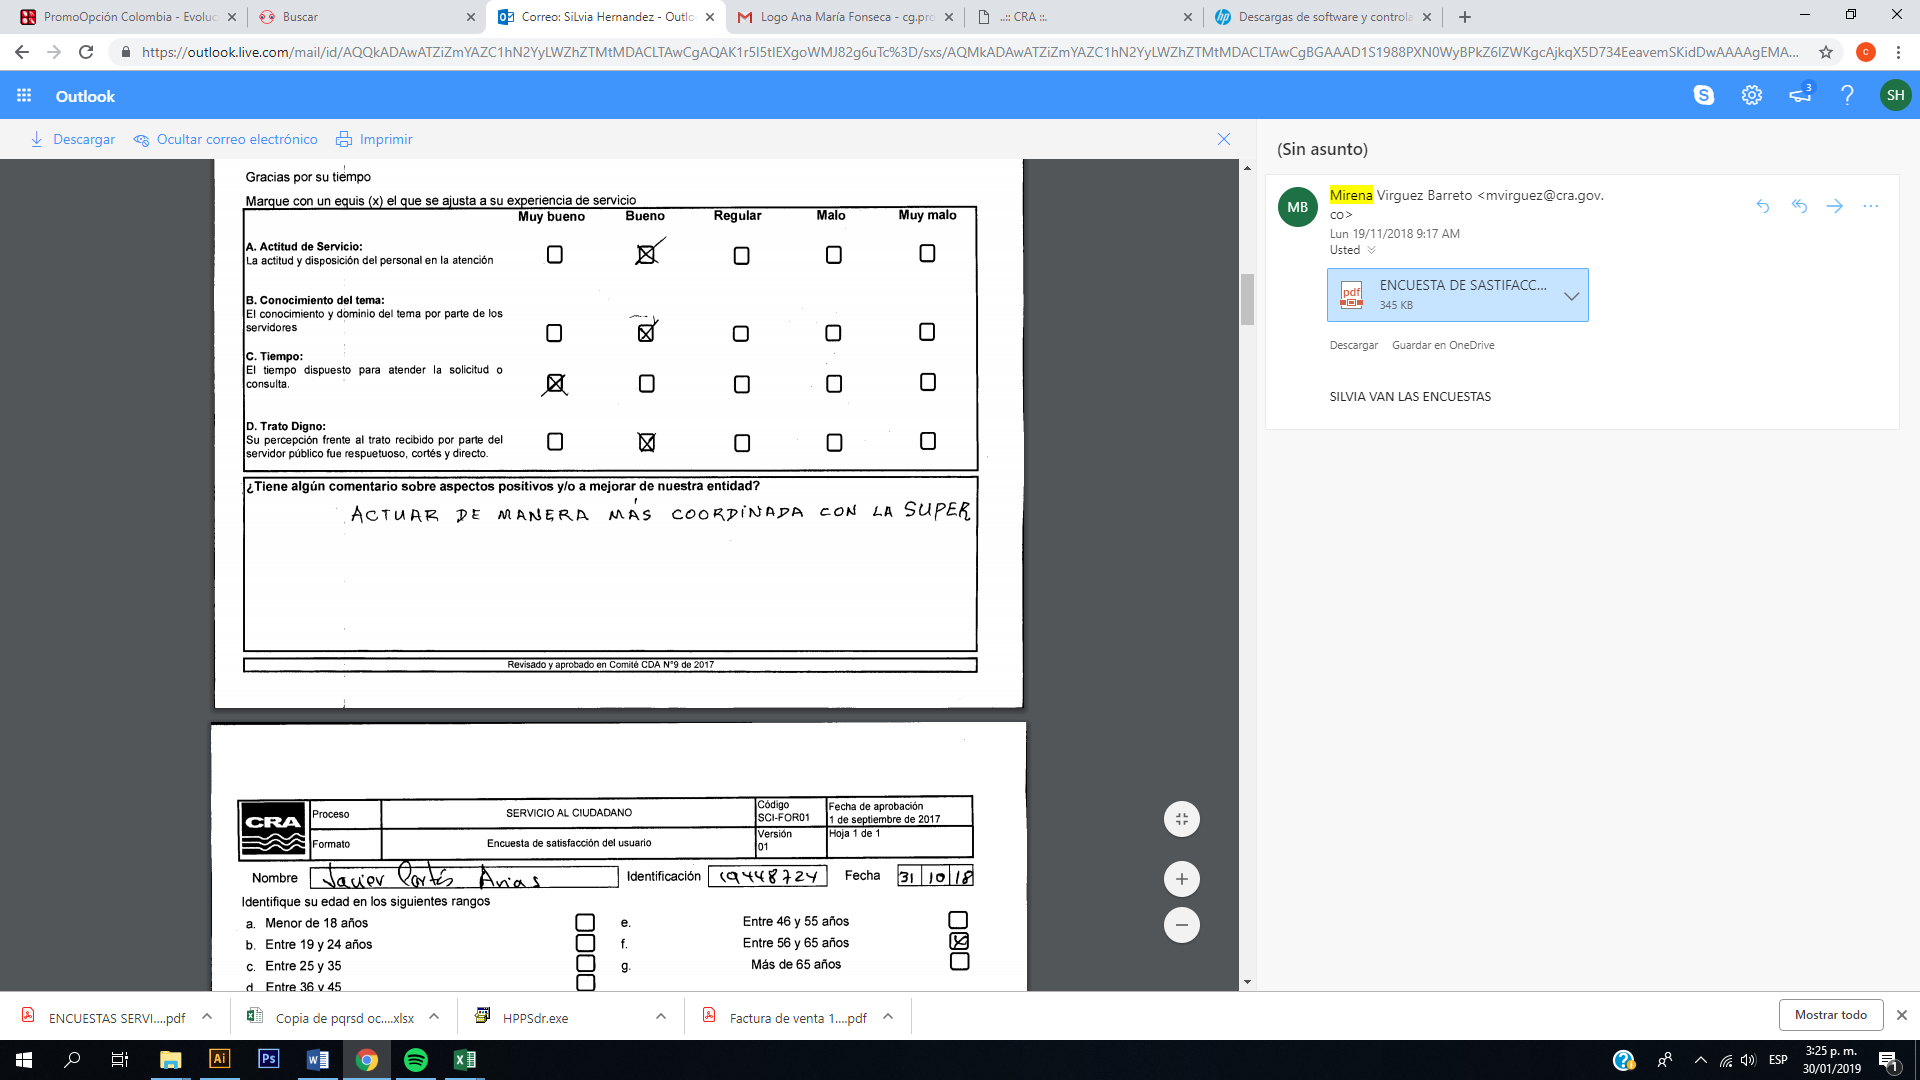 PromoOpción Colombia - Evoluc
Buscar
Correo: SiLvia Hernandez - Outlo
Logo Ana María Fonseca - cg.pro
..:: CRA ::.
Descargas de software y controla
Outlook
3
SH
Descargar
Ocultar correo electrónico
Imprimir
Gracias por su tiempo
Marque con un equis (x) el que se ajusta a su experiencia de servicio
Muy bueno Bueno Regular Malo Muy malo
A. Actitud de Servicio:
La actitud y disposición del personal en la atención
B. Conocimiento del tema:
El conocimiento y dominio del tema por parte de los
servidores
C. Tiempo:
El tiempo dispuesto para atender la solicitud o
consulta.
D. Trato Digno:
Su percepción frente al trato recibido por parte del
servidor público fue respuetuoso, cortés y directo.
¿Tiene algún comentario sobre aspectos positivos y/o a mejorar de nuestra entidad?
ACTUAR DE MANERA MÁS COORDINADA CON LA SUPER
Revisado y aprobado en Comité CDA N°9 de 2017
CRA
Proceso
SERVICIO AL CIUDADANO
Código
SCI-FOR01
Fecha de aprobación
1 de septiembre de 2017
Formato
Encuesta de satisfacción del usuario
Versión
01
Hoja 1 de 1
Nombre Javier Cortés Arias Identificación 19448724 Fecha 31 10 18
Identifique su edad en los siguientes rangos
a. Menor de 18 años
b. Entre 19 y 24 años
c. Entre 25 y 35
d. Entre 36 y 45
e. Entre 46 y 55 años
f. Entre 56 y 65 años
g. Más de 65 años
(Sin asunto)
MB
Mirena Virguez Barreto <mvirguez@cra.gov.
co>
Lun 19/11/2018 9:17 AM
Usted
pdf
ENCUESTA DE SASTIFACC...
345 KB
Descargar Guardar en OneDrive
SILVIA VAN LAS ENCUESTAS
ENCUESTAS SERVI....pdf
Copia de pqrsd oc....xlsx
HPPSdr.exe
Factura de venta 1....pdf
Mostrar todo
Ai
Ps
ESP
3:25 p. m.
30/01/2019
1